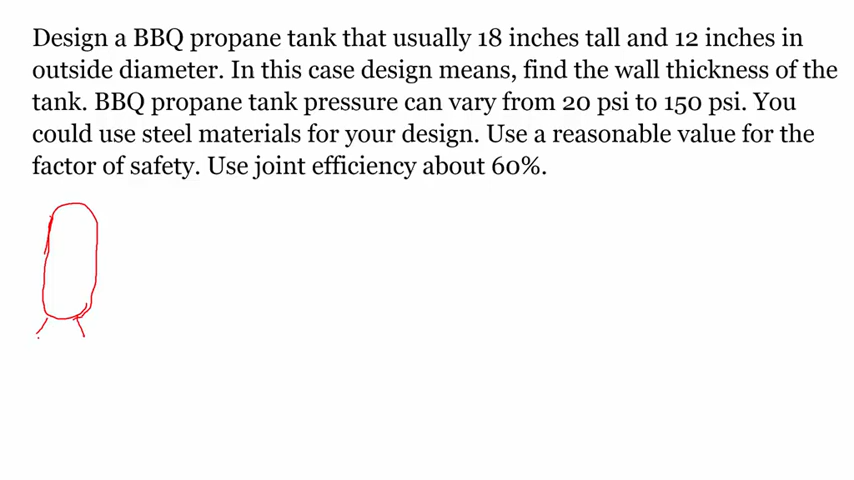 Design a BBQ propane tank that usually 18 inches tall and 12 inches in
outside diameter. In this case design means, find the wall thickness of the
tank. BBQ propane tank pressure can vary from 20 psi to 150 psi. You
could use steel materials for your design. Use a reasonable value for the
factor of safety. Use joint efficiency about 60%.